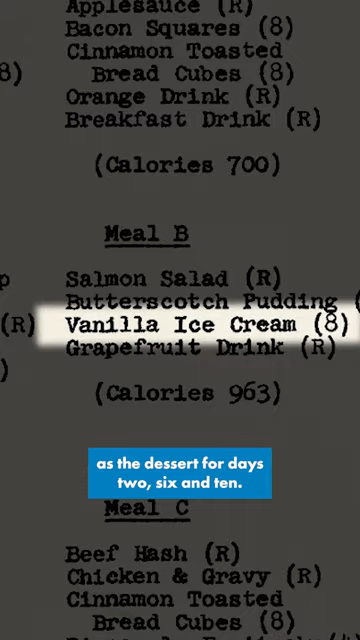 Applesauce (R)
Bacon Squares (8)
Cinnamon Toasted
8)
Bread Cubes (8)
Orange Drink (R)
Breakfast Drink (R)
(Calories 700)
Meal B
p
Salmon Salad (R)
Butterscotch Pudding (
(R)
Vanilla Ice Cream (8)
Grapefruit Drink (R)
)
(Calories 963)
as the dessert for days
two, six and ten.
Meal C
Beef Hash (R)
Chicken & Gravy (R)
Cinnamon Toasted
Bread Cubes (8)